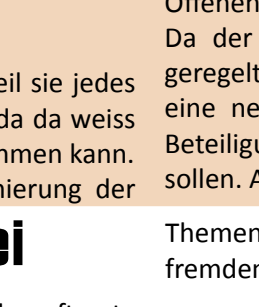 eil sie jedes
da da weiss
hmen kann.
nierung der
ei
Offenen
Da der
geregelt
eine ne
Beteiligu
sollen. A
Themen
fremden